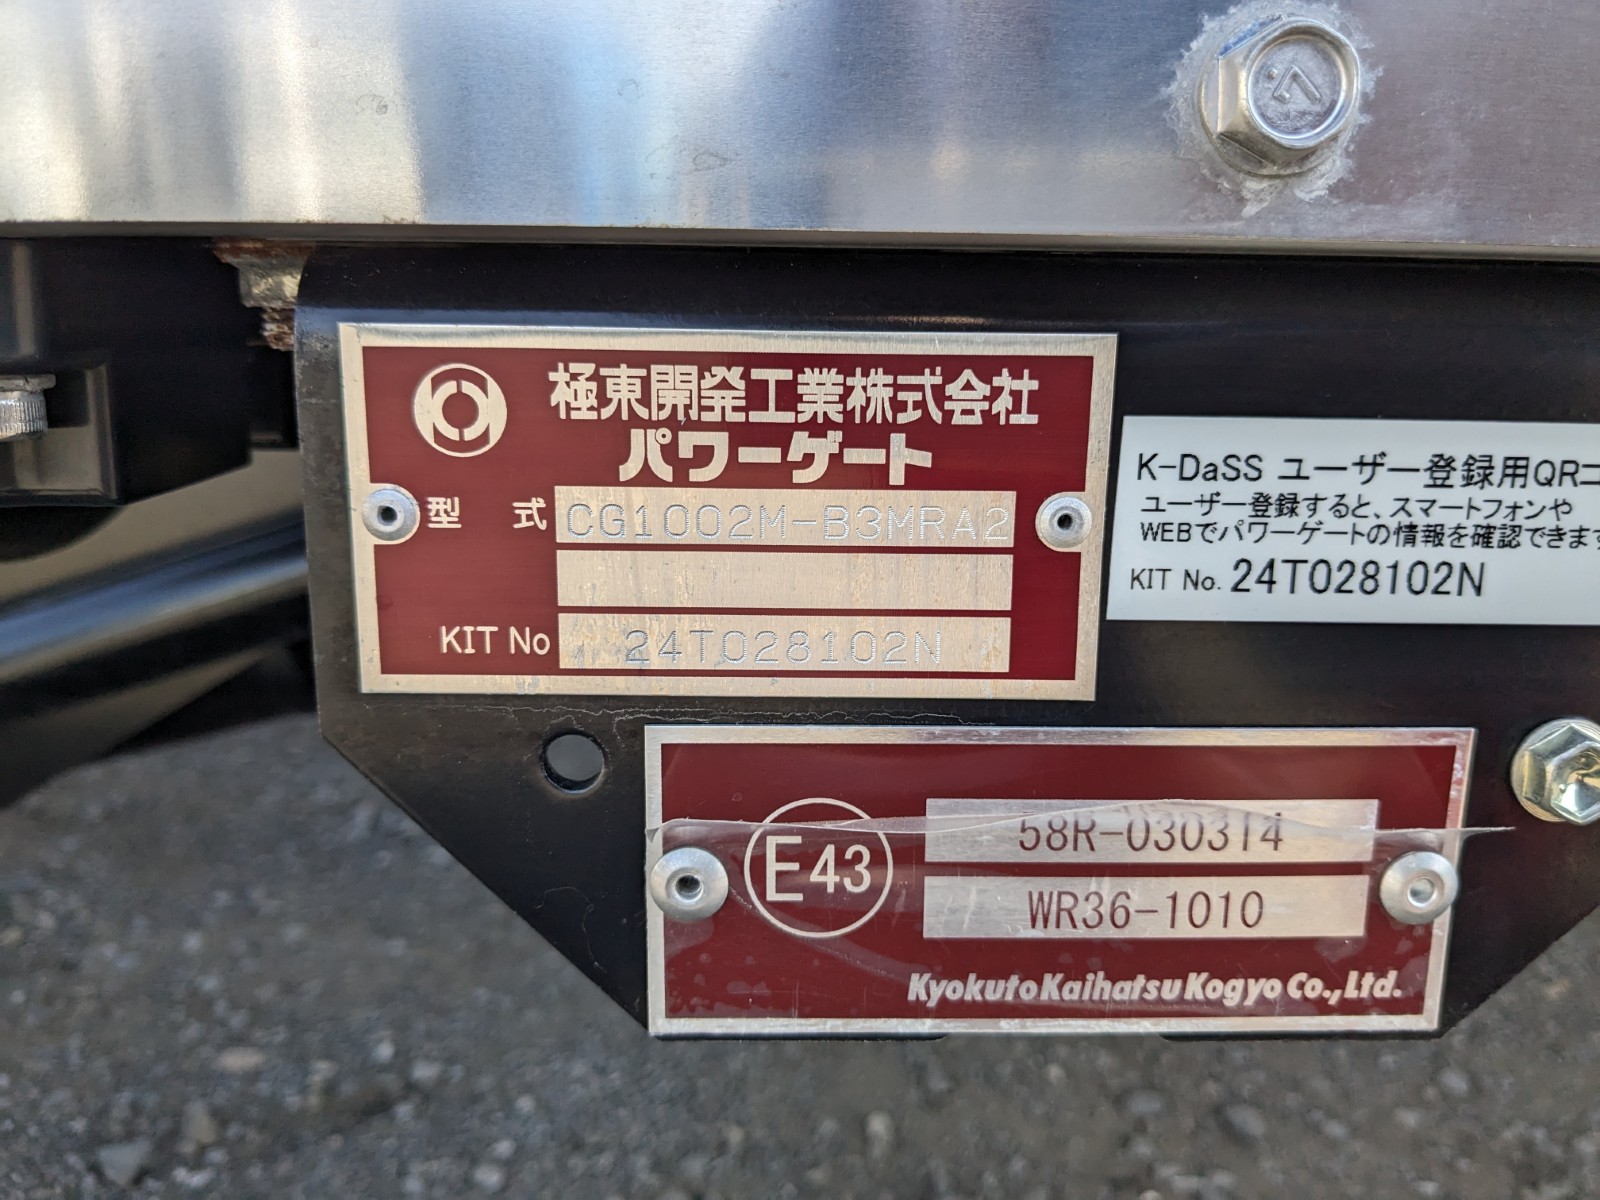 極東開発工業株式会社
パワーゲート
型 式 CG1002M-B3MRA2
KIT No 24T028102N
K-DaSS ユーザー登録用QRコ
ユーザー登録すると、スマートフォンや
WEBでパワーゲートの情報を確認できます
KIT No. 24T028102N
E43
58R-030314
WR36-1010
Kyokuto Kaihatsu Kogyo Co., Ltd.